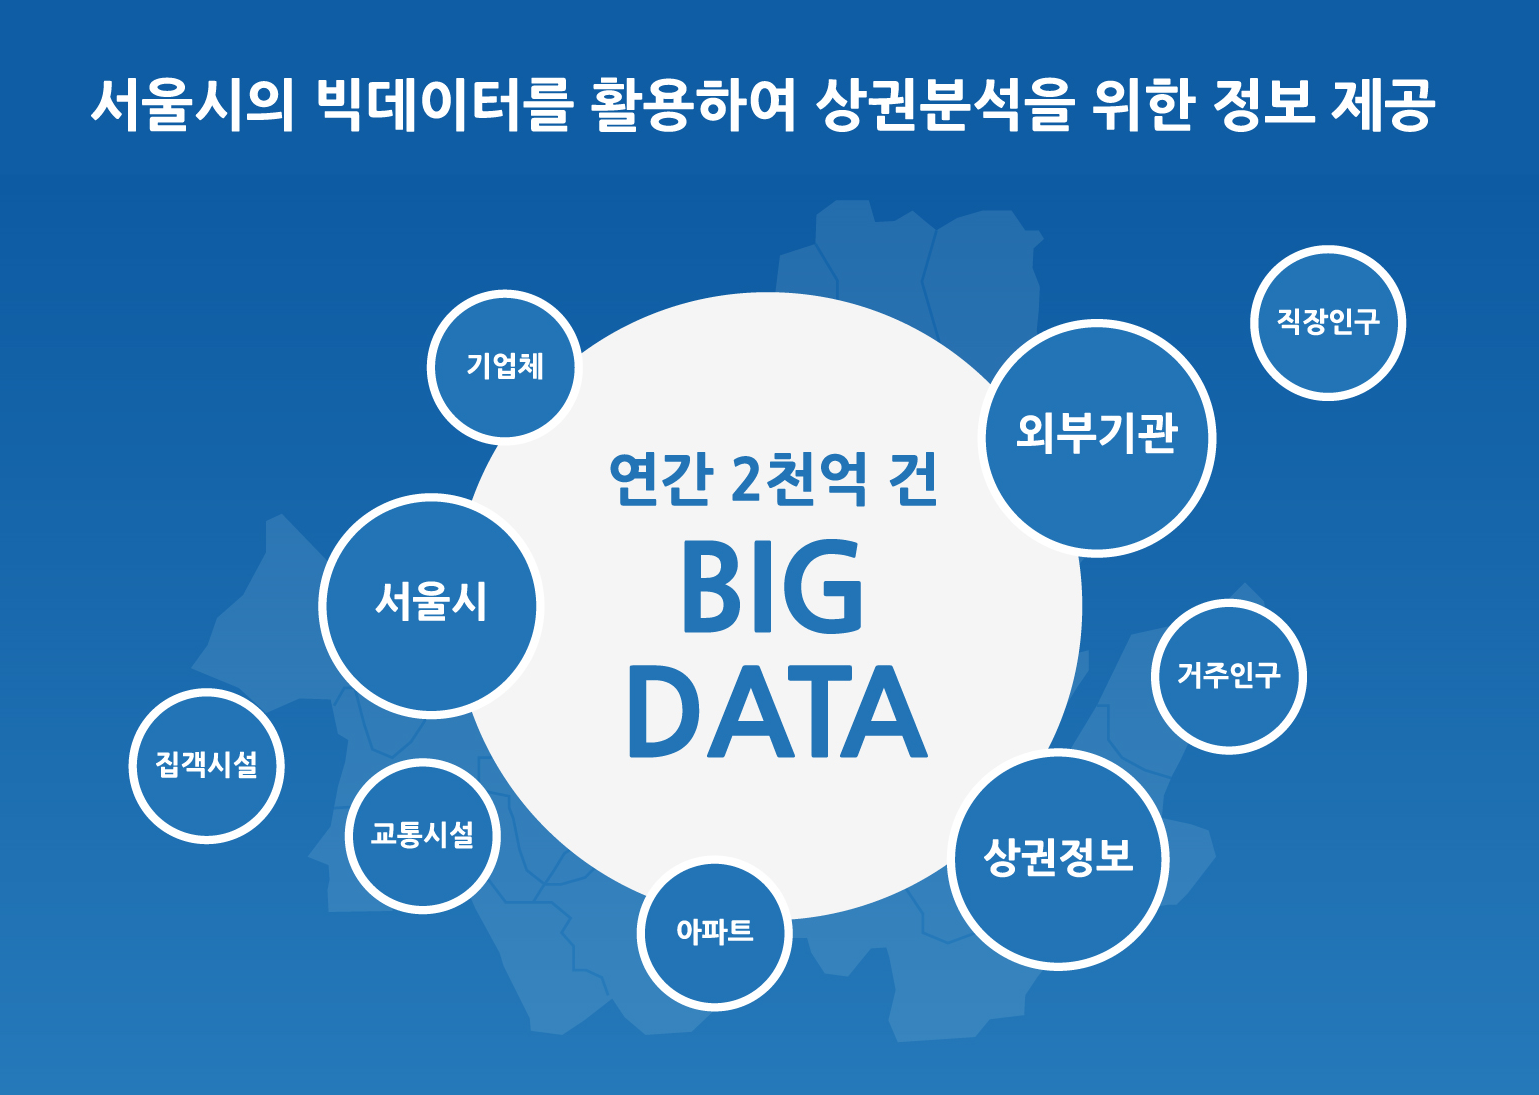 서울시의 빅데이터를 활용하여 상권분석을 위한 정보 제공
직장인구
기업체
외부기관
연간 2천억 건
BIG
DATA
서울시
거주인구
집객시설
교통시설
상권정보
아파트